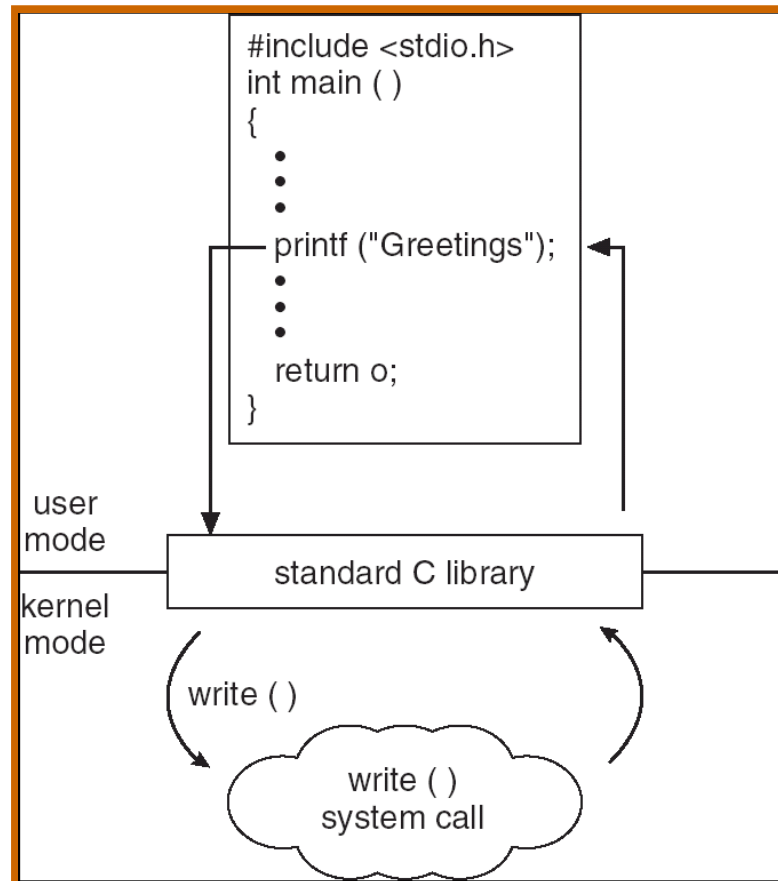 #include <stdio.h>
int main ( )
{
•
•
•
printf ("Greetings");
•
•
•
return o;
}
user
mode
standard C library
kernel
mode
write ( )
write ( )
system call